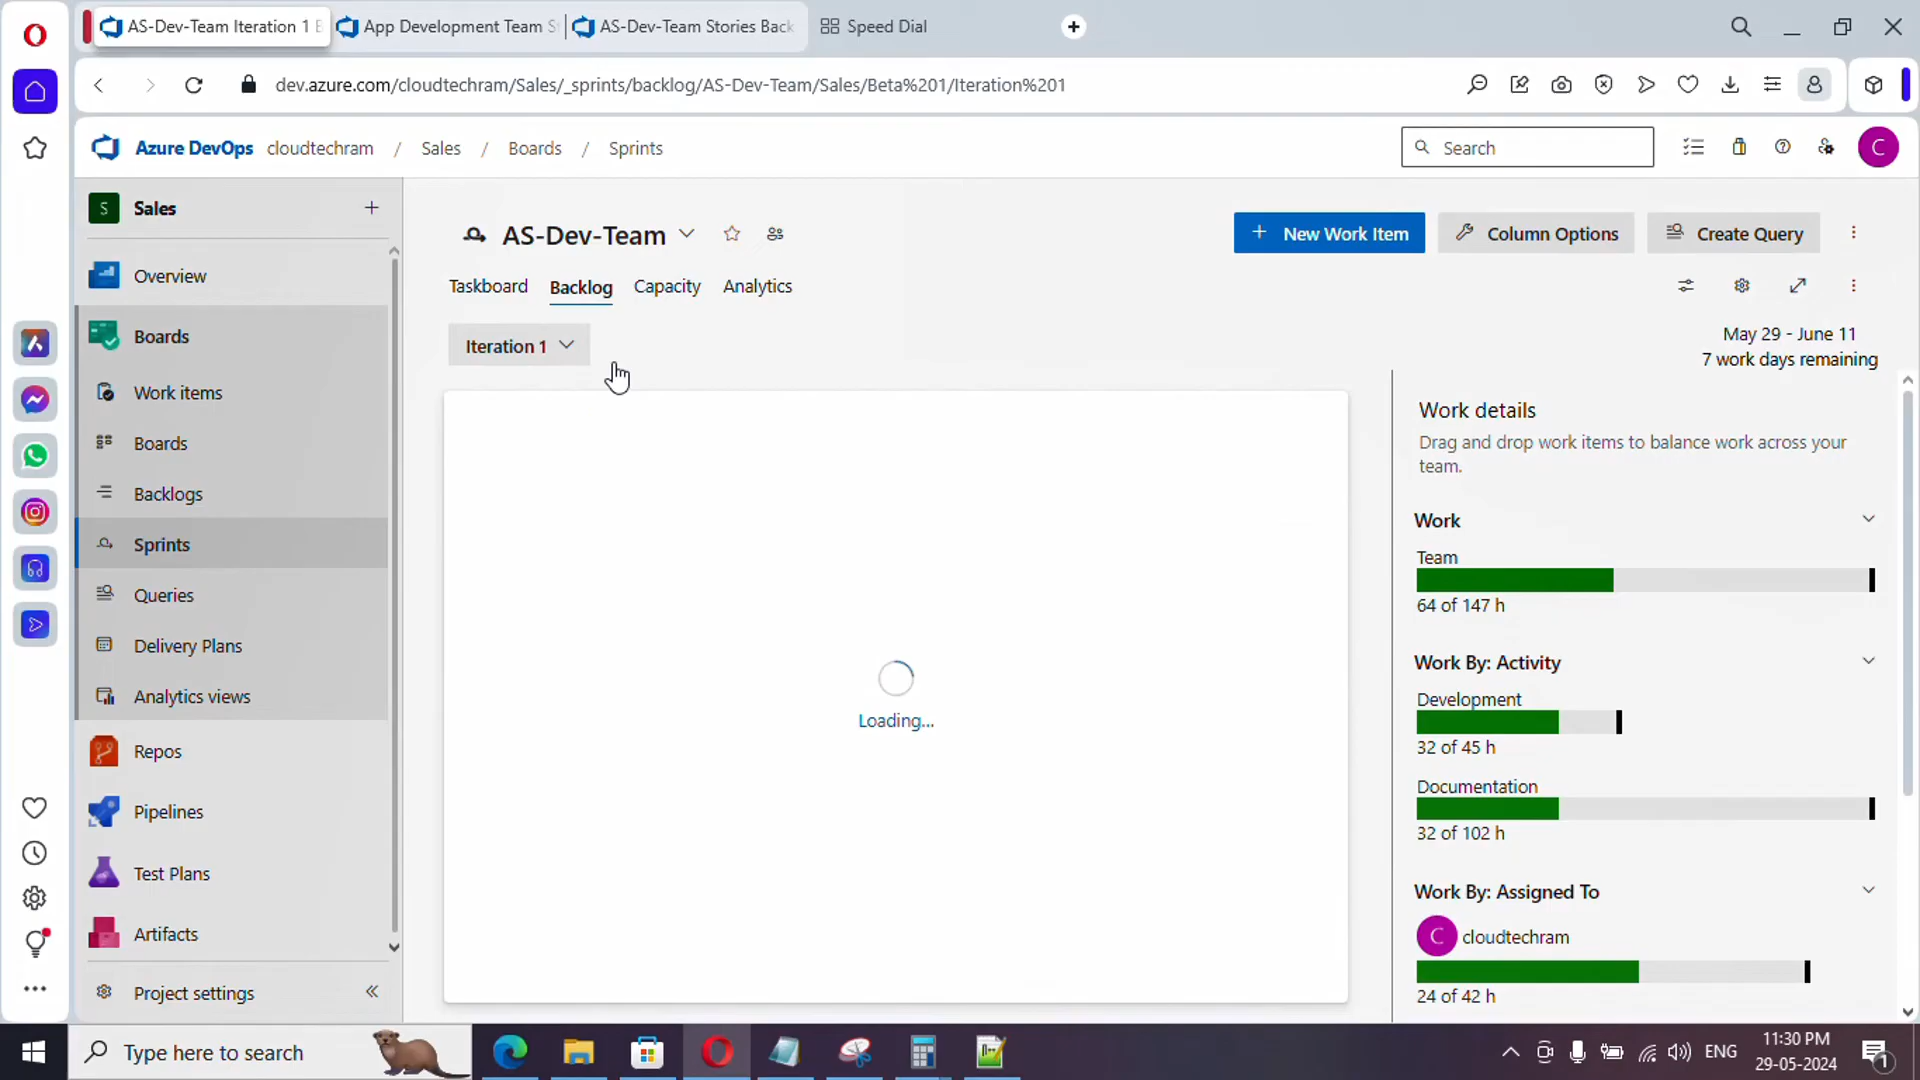 AS-Dev-Team Iteration 1 B
App Development Team S
AS-Dev-Team Stories Back
Speed Dial
dev.azure.com/cloudtechram/Sales/_sprints/backlog/AS-Dev-Team/Sales/Beta%201/Iteration%201
Azure DevOps cloudtechram / Sales / Boards / Sprints
Search
C
S Sales
Overview
Boards
Work items
Boards
Backlogs
Sprints
Queries
Delivery Plans
Analytics views
Repos
Pipelines
Test Plans
Artifacts
Project settings
AS-Dev-Team
New Work Item
Column Options
Create Query
Taskboard Backlog Capacity Analytics
Iteration 1
May 29 - June 11
7 work days remaining
Loading...
Work details
Drag and drop work items to balance work across your
team.
Work
Team
64 of 147 h
Work By: Activity
Development
32 of 45 h
Documentation
32 of 102 h
Work By: Assigned To
C cloudtechram
24 of 42 h
Type here to search
ENG
11:30 PM
29-05-2024
1